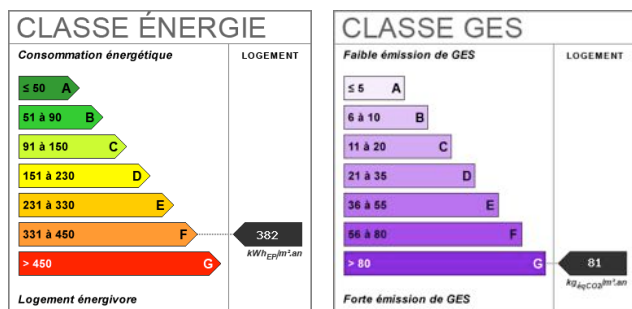 CLASSE ÉNERGIE
Consommation énergétique
LOGEMENT
≤ 50 A
51 à 90 B
91 à 150 C
151 à 230 D
231 à 330 E
331 à 450 F
382
kWhEP/m².an
> 450 G
Logement énergivore
CLASSE GES
Faible émission de GES
LOGEMENT
≤ 5 A
6 à 10 B
11 à 20 C
21 à 35 D
36 à 55 E
56 à 80 F
> 80 G
81
kgéqCO2/m².an
Forte émission de GES